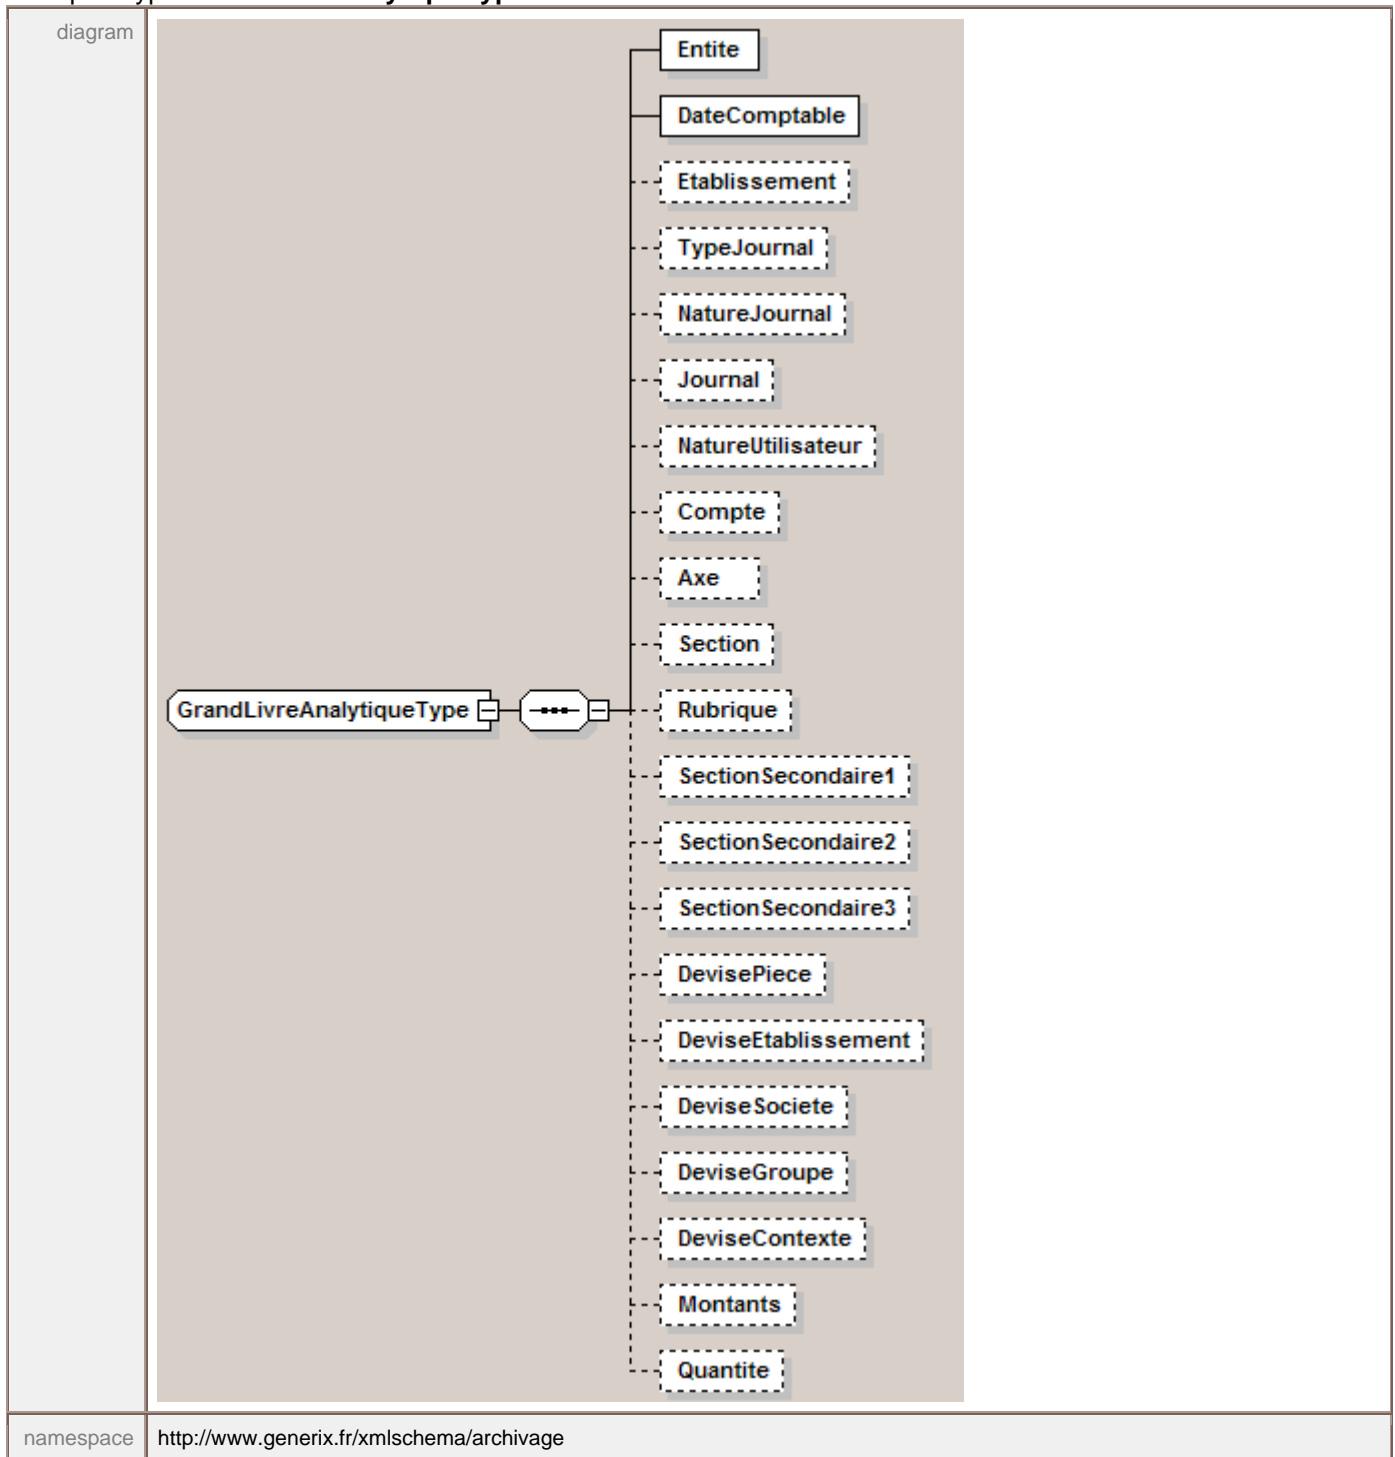 diagram
Entite
DateComptable
Etablissement
TypeJournal
NatureJournal
Journal
NatureUtilisateur
Compte
Axe
Section
GrandLivreAnalytiqueType
Rubrique
SectionSecondaire1
SectionSecondaire2
SectionSecondaire3
DevisePiece
DeviseEtablissement
DeviseSociete
DeviseGroupe
DeviseContexte
Montants
Quantite
namespace http://www.generix.fr/xmlschema/archivage